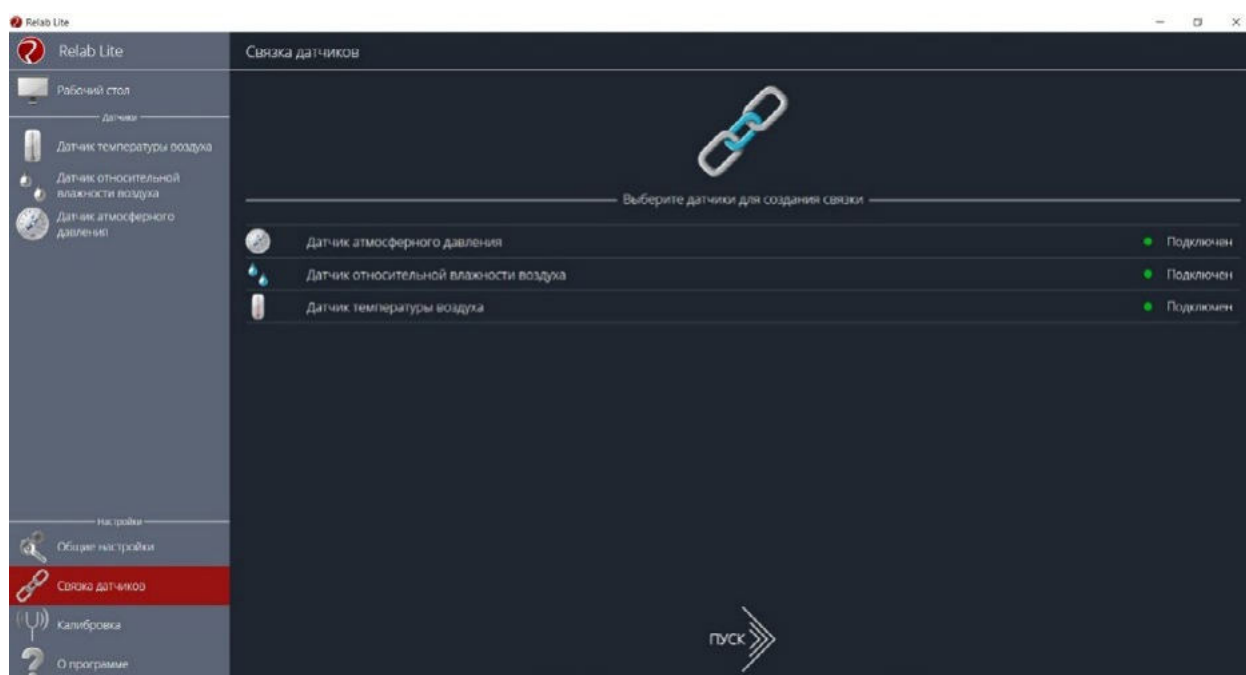 Relab Lite
Relab Lite
Связка датчиков
Рабочий стол
Датчики
Датчик температуры воздуха
Датчик относительной
влажности воздуха
Датчик атмосферного
давления
Выберите датчики для создания связки
Датчик атмосферного давления
Подключен
Датчик относительной влажности воздуха
Подключен
Датчик температуры воздуха
Подключен
Настройки
Общие настройки
Связка датчиков
Калибровка
О программе
ПУСК